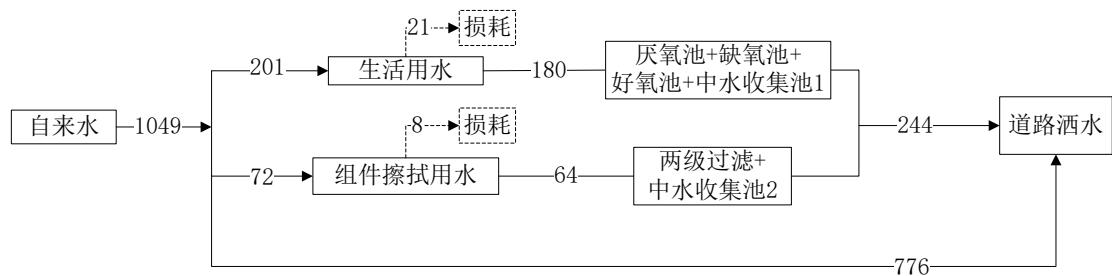 21
损耗
201
生活用水
180
厌氧池+缺氧池+
好氧池+中水收集池1
自来水
1049
8
损耗
244
道路洒水
72
组件擦拭用水
64
两级过滤+
中水收集池2
776